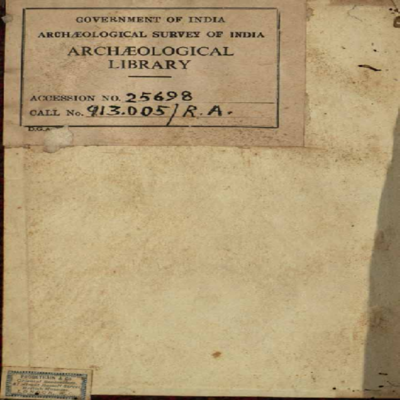 GOVERNMENT OF INDIA
ARCHÆOLOGICAL SURVEY OF INDIA
ARCHÆOLOGICAL
LIBRARY
ACCESSION NO. 25698
CALL No. 913.005/R.A.
D.G.A.